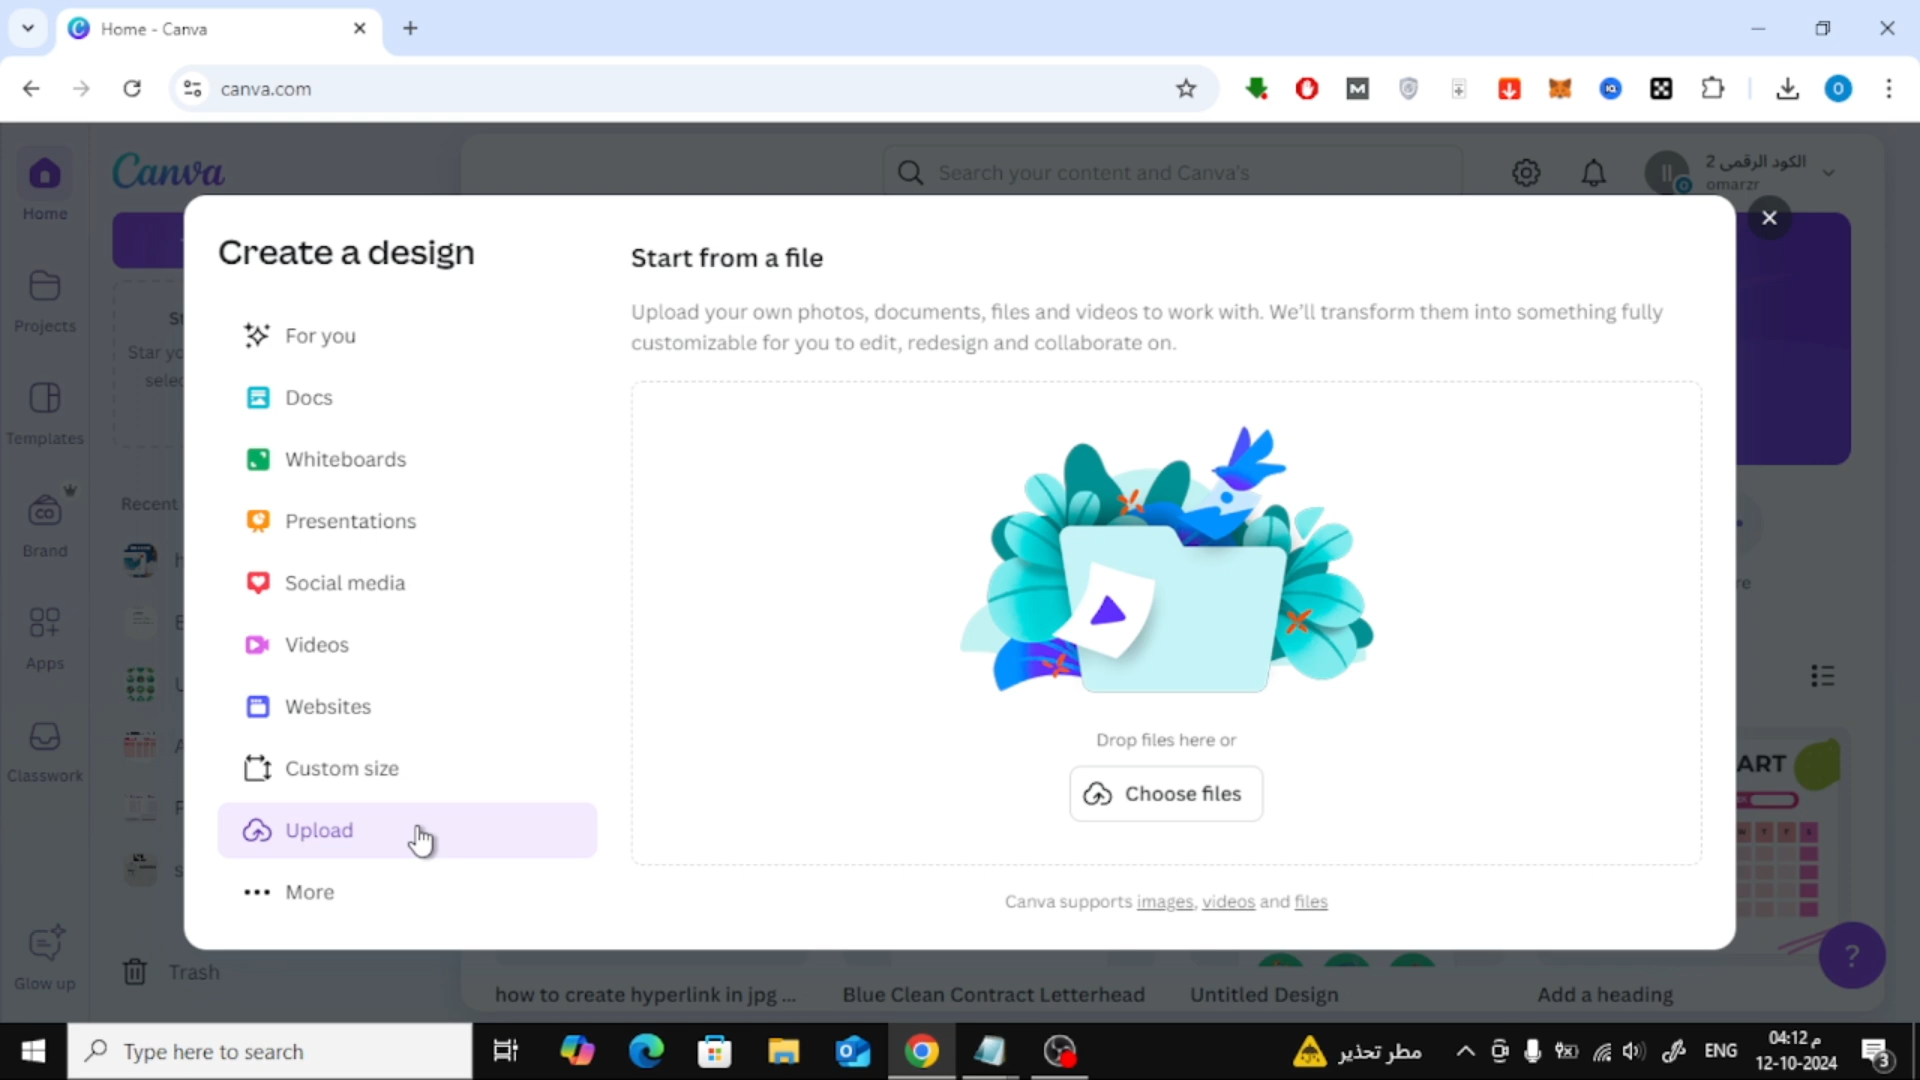 Home - Canva
canva.com
Canva
Search your content and Canva's
الكود الرقمى 2
omarzr
Home
Projects
Templates
Brand
Apps
Classwork
Glow up
Recent
Trash
Create a design
For you
Docs
Whiteboards
Presentations
Social media
Videos
Websites
Custom size
Upload
More
Start from a file
Upload your own photos, documents, files and videos to work with. We'll transform them into something fully
customizable for you to edit, redesign and collaborate on.
Drop files here or
Choose files
Canva supports images, videos and files
how to create hyperlink in jpg ...
Blue Clean Contract Letterhead
Untitled Design
Add a heading
?
Type here to search
مطر تحذير
ENG
04:12 م
12-10-2024
3